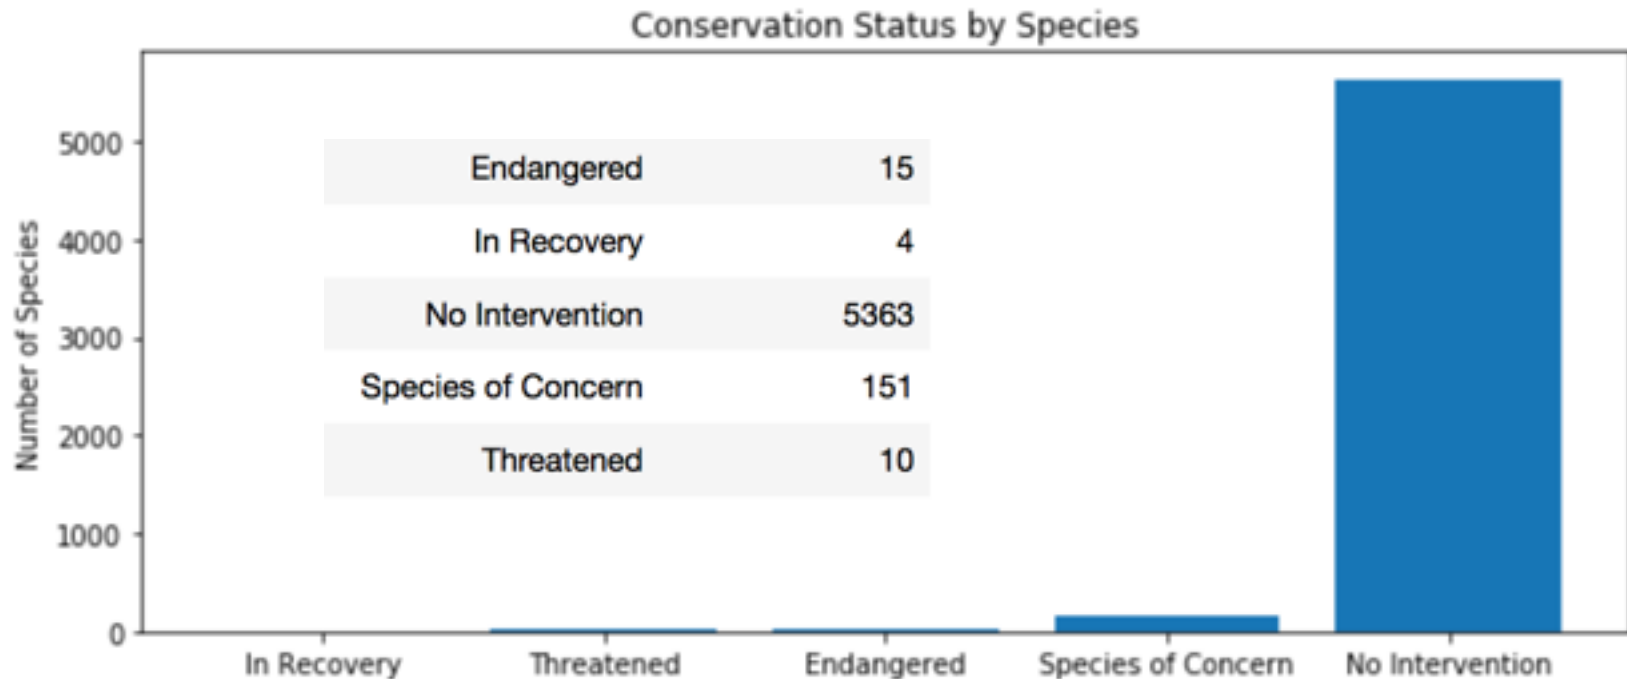 Conservation Status by Species
Number of Species
5000
4000
3000
2000
1000
0
Endangered 15
In Recovery 4
No Intervention 5363
Species of Concern 151
Threatened 10
In Recovery Threatened Endangered Species of Concern No Intervention